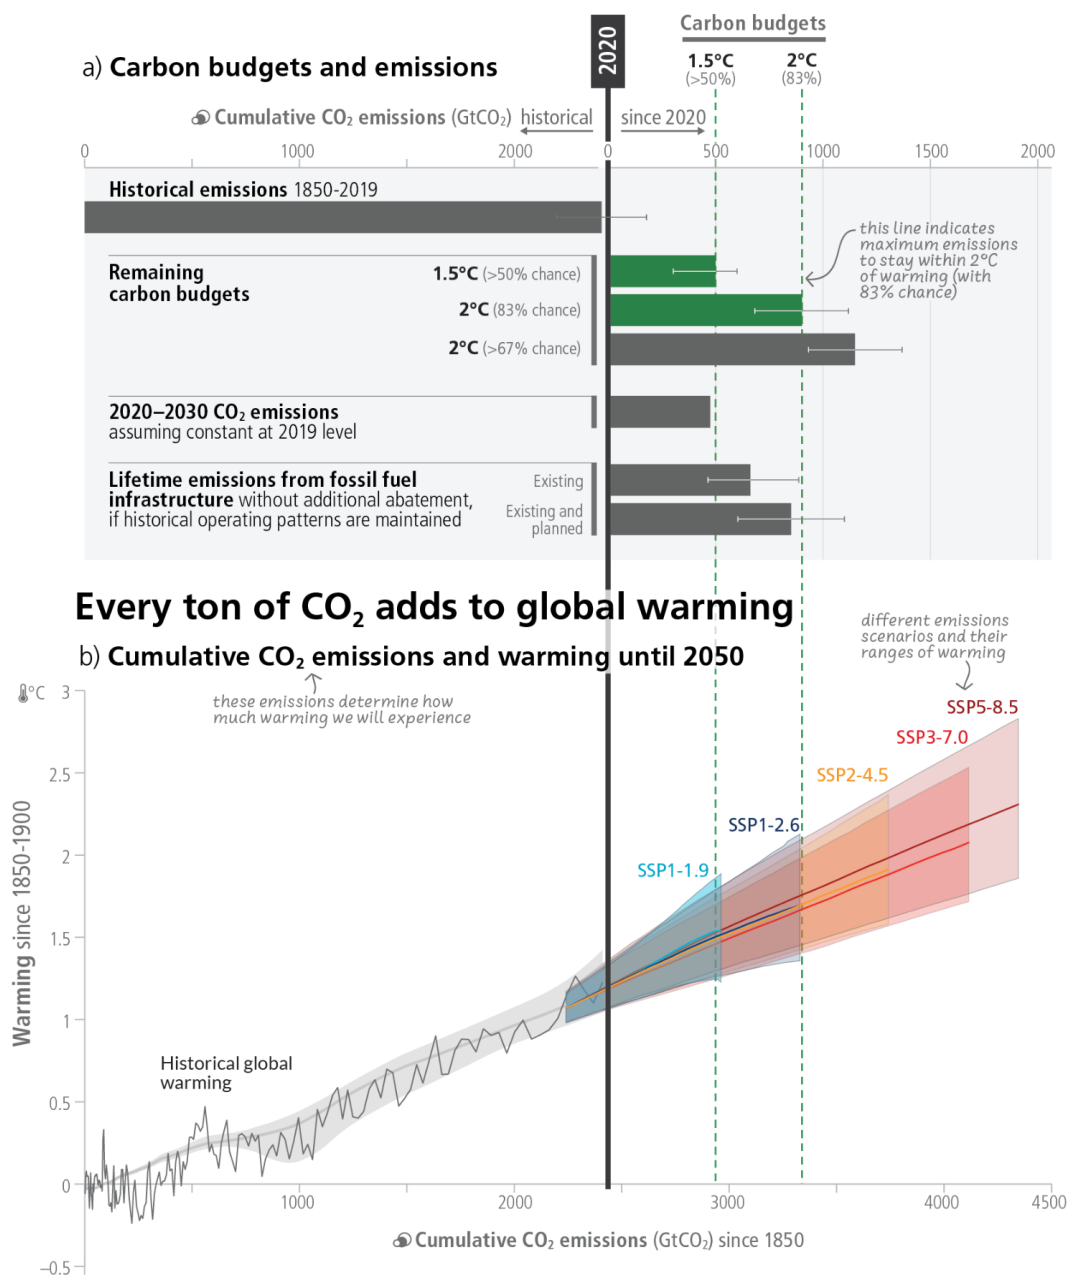 2020
Carbon budgets
1.5°C
(>50%)
2°C
(83%)
a) Carbon budgets and emissions
Cumulative CO₂ emissions (GtCO₂)
historical
since 2020
0
1000
2000
0
500
1000
1500
2000
Historical emissions 1850-2019
this line indicates
maximum emissions
to stay within 2°C
of warming (with
83% chance)
Remaining
carbon budgets
1.5°C (>50% chance)
2°C (83% chance)
2°C (>67% chance)
2020–2030 CO₂ emissions
assuming constant at 2019 level
Lifetime emissions from fossil fuel
infrastructure without additional abatement,
if historical operating patterns are maintained
Existing
Existing and
planned
Every ton of CO₂ adds to global warming
b) Cumulative CO₂ emissions and warming until 2050
these emissions determine how
much warming we will experience
different emissions
scenarios and their
ranges of warming
°C
3
2.5
2
1.5
1
0.5
0
–0.5
Warming since 1850-1900
SSP5-8.5
SSP3-7.0
SSP2-4.5
SSP1-2.6
SSP1-1.9
Historical global
warming
1000
2000
3000
4000
4500
Cumulative CO₂ emissions (GtCO₂) since 1850